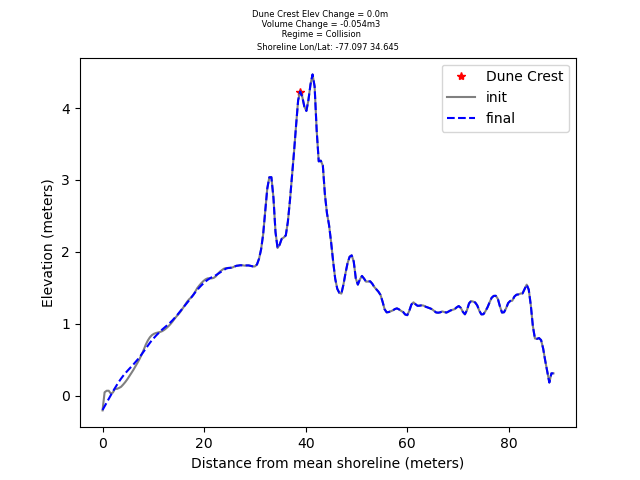 Dune Crest Elev Change = 0.0m
Volume Change = -0.054m3
Regime = Collision
Shoreline Lon/Lat: -77.097 34.645
Dune Crest
init
final
Elevation (meters)
4
3
2
1
0
0 20 40 60 80
Distance from mean shoreline (meters)